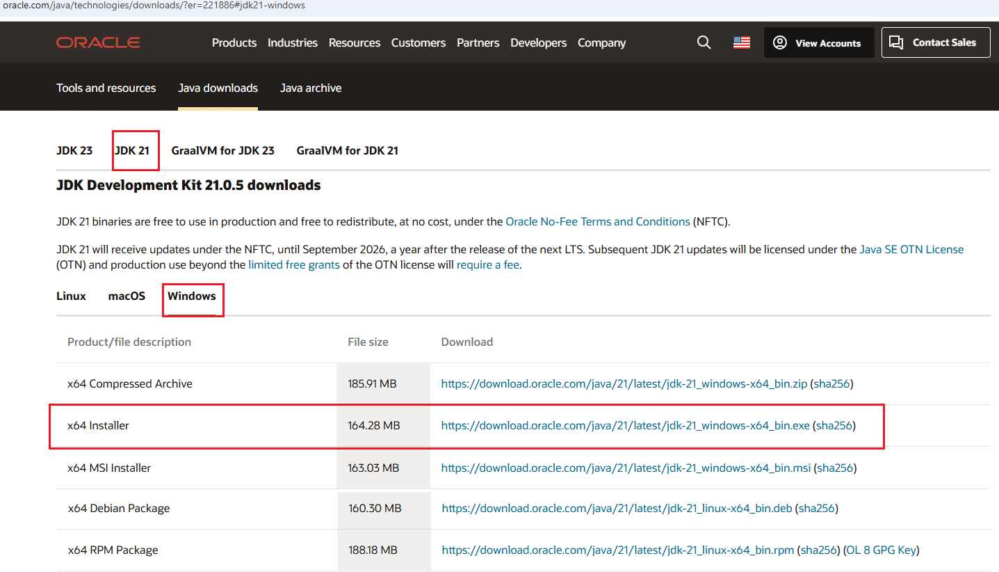 oracle.com/java/technologies/downloads/?er=221886#jdk21-windows
ORACLE Products Industries Resources Customers Partners Developers Company View Accounts Contact Sales
Tools and resources Java downloads Java archive
JDK 23 JDK 21 GraalVM for JDK 23 GraalVM for JDK 21
JDK Development Kit 21.0.5 downloads
JDK 21 binaries are free to use in production and free to redistribute, at no cost, under the Oracle No-Fee Terms and Conditions (NFTC).
JDK 21 will receive updates under the NFTC, until September 2026, a year after the release of the next LTS. Subsequent JDK 21 updates will be licensed under the Java SE OTN License
(OTN) and production use beyond the limited free grants of the OTN license will require a fee.
Linux macOS Windows
Product/file description File size Download
x64 Compressed Archive 185.91 MB https://download.oracle.com/java/21/latest/jdk-21_windows-x64_bin.zip (sha256)
x64 Installer 164.28 MB https://download.oracle.com/java/21/latest/jdk-21_windows-x64_bin.exe (sha256)
x64 MSI Installer 163.03 MB https://download.oracle.com/java/21/latest/jdk-21_windows-x64_bin.msi (sha256)
x64 Debian Package 160.30 MB https://download.oracle.com/java/21/latest/jdk-21_linux-x64_bin.deb (sha256)
x64 RPM Package 188.18 MB https://download.oracle.com/java/21/latest/jdk-21_linux-x64_bin.rpm (sha256) (OL 8 GPG Key)